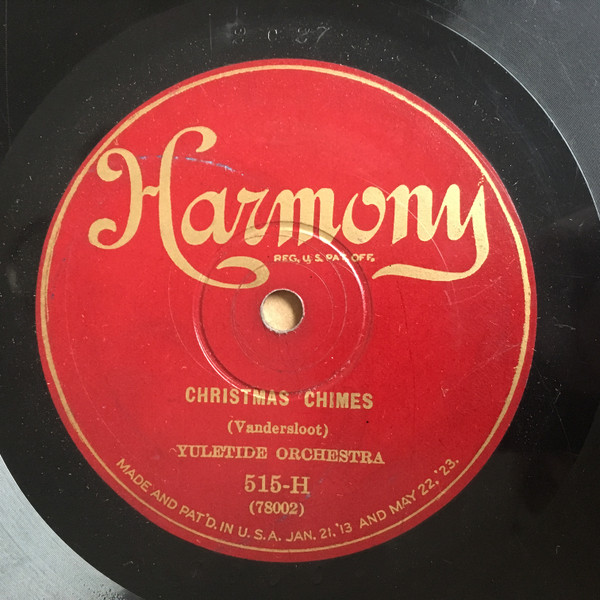 Harmony
REG. U.S. PAT. OFF.
CHRISTMAS CHIMES
(Vandersloot)
YULETIDE ORCHESTRA
515-H
(78002)
MADE AND PAT'D. IN U.S.A. JAN. 21, '13 AND MAY 22, '23.